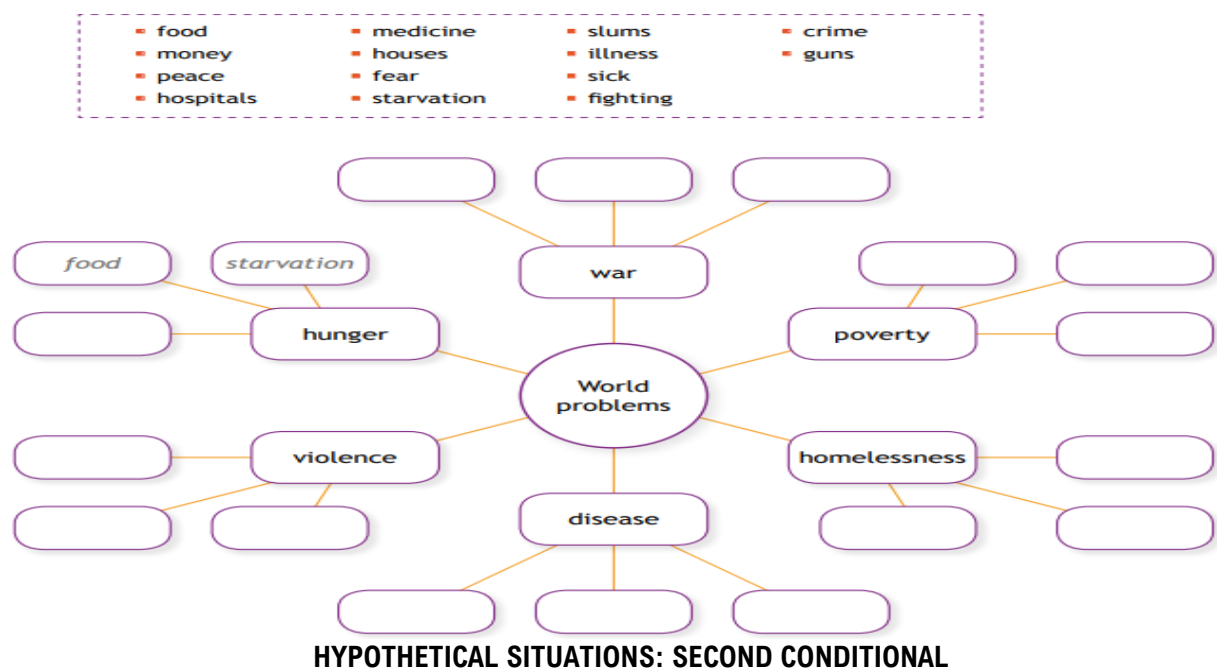 food
money
peace
hospitals
medicine
houses
fear
starvation
slums
illness
sick
fighting
crime
guns
food
starvation
war
hunger
poverty
World
problems
violence
homelessness
disease
HYPOTHETICAL SITUATIONS: SECOND CONDITIONAL